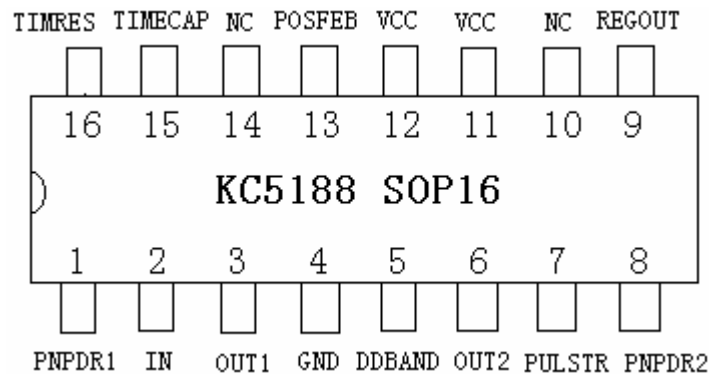 TIMRES TIMECAP NC POSFEB VCC VCC NC REGOUT
16 15 14 13 12 11 10 9
KC5188 SOP16
1 2 3 4 5 6 7 8
PNPDR1 IN OUT1 GND DDBAND OUT2 PULSTR PNPDR2